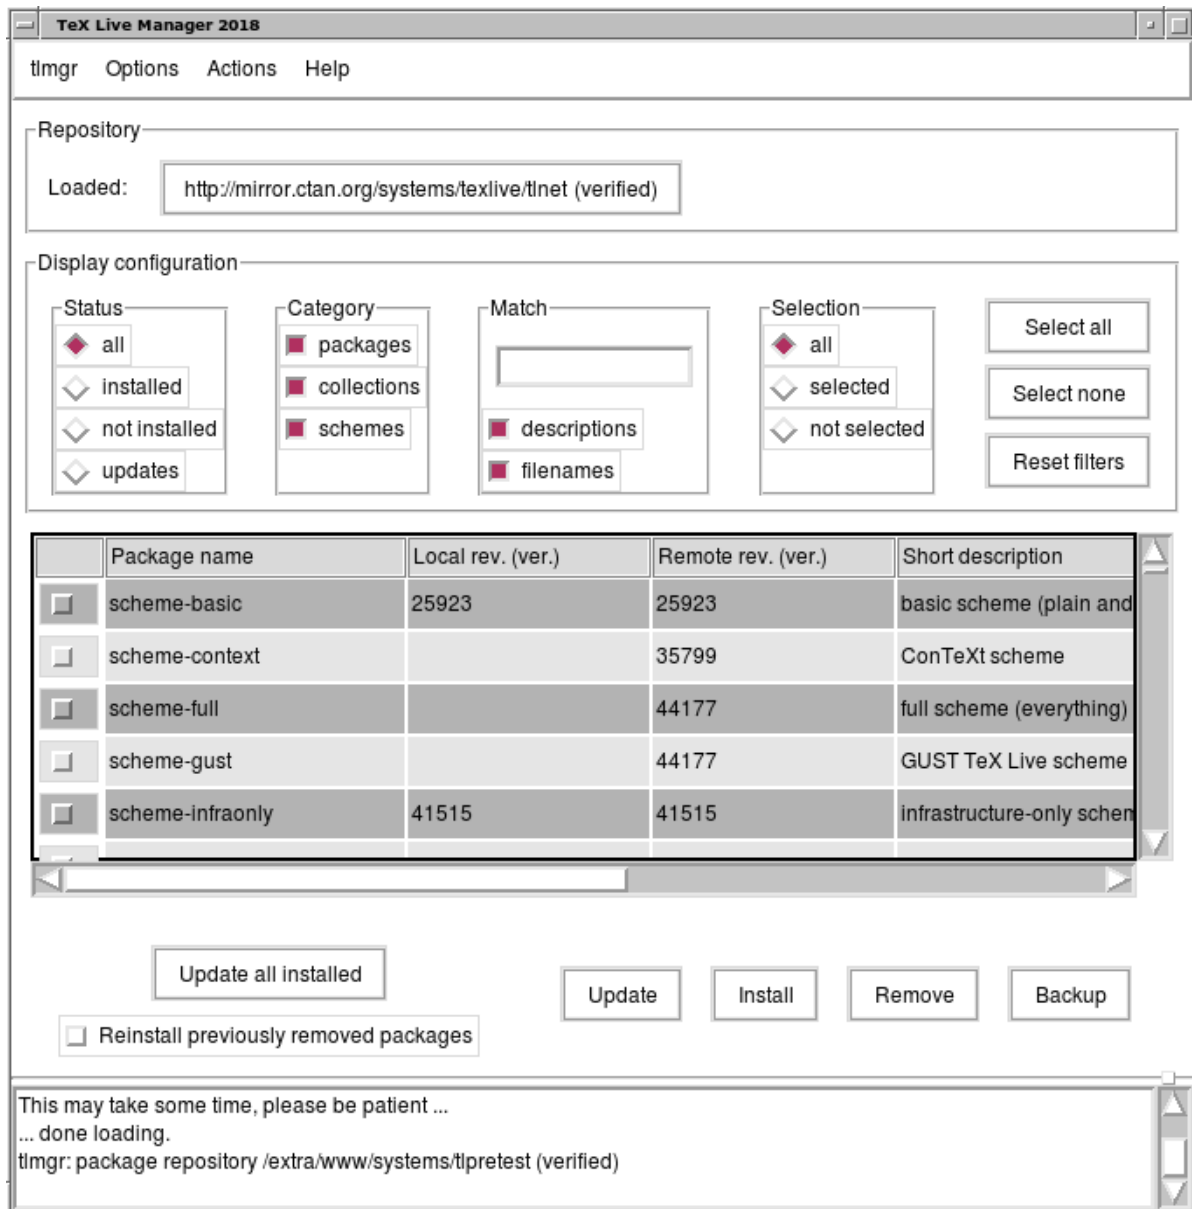 TeX Live Manager 2018
tlmgr Options Actions Help
Repository
Loaded: http://mirror.ctan.org/systems/texlive/tlnet (verified)
Display configuration
Status Category Match Selection
all packages all Select all
installed collections selected Select none
not installed schemes descriptions not selected
updates filenames Reset filters
Package name Local rev. (ver.) Remote rev. (ver.) Short description
scheme-basic 25923 25923 basic scheme (plain and
scheme-context 35799 ConTeXt scheme
scheme-full 44177 full scheme (everything)
scheme-gust 44177 GUST TeX Live scheme
scheme-infraonly 41515 41515 infrastructure-only schem
Update all installed Update Install Remove Backup
Reinstall previously removed packages
This may take some time, please be patient ...
... done loading.
tlmgr: package repository /extra/www/systems/tlpretest (verified)